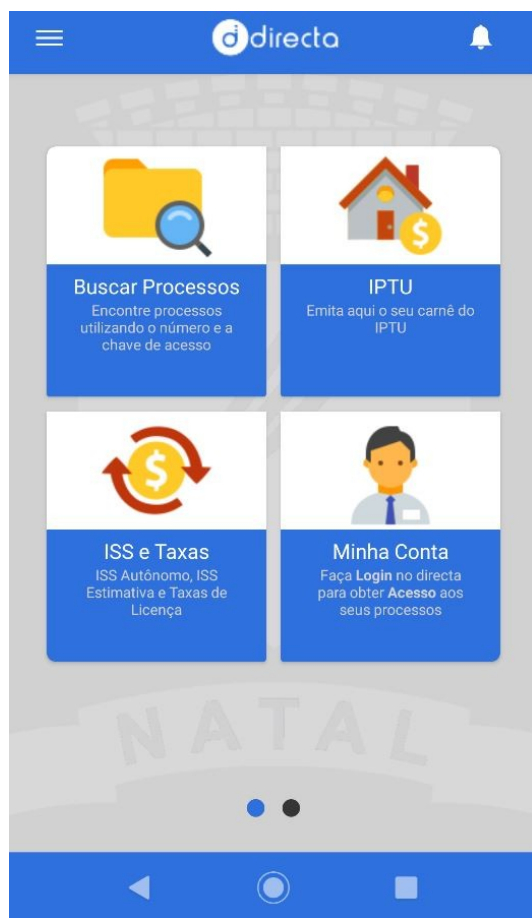 directa
Buscar Processos
Encontre processos
utilizando o número e a
chave de acesso
IPTU
Emita aqui o seu carnê do
IPTU
ISS e Taxas
ISS Autônomo, ISS
Estimativa e Taxas de
Licença
Minha Conta
Faça Login no directa
para obter Acesso aos
seus processos
NATAL